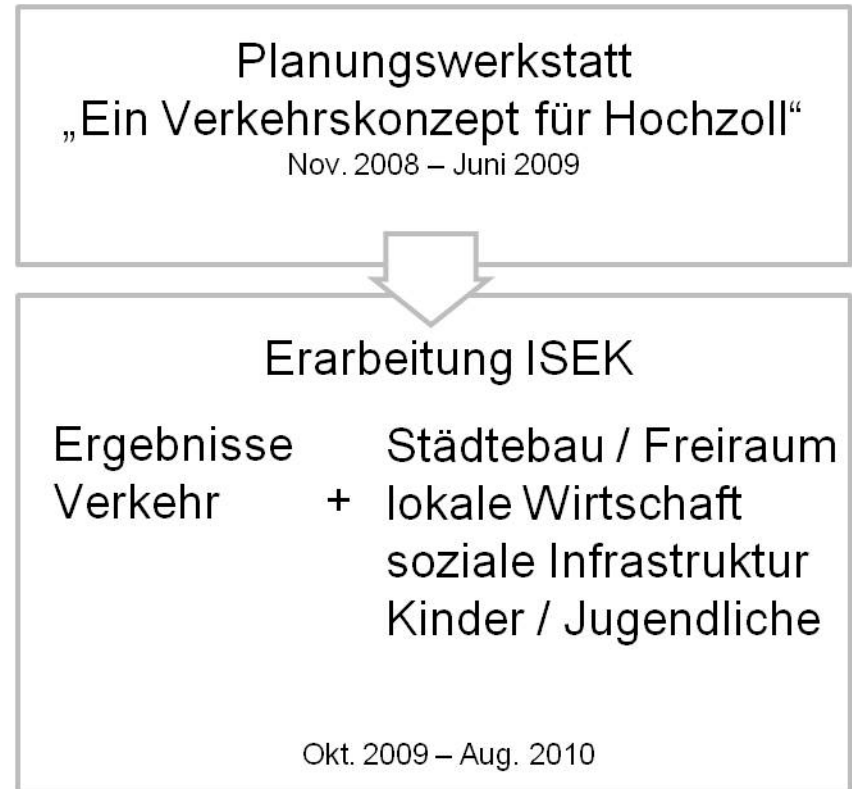 Planungswerkstatt
„Ein Verkehrskonzept für Hochzoll“
Nov. 2008 – Juni 2009
Erarbeitung ISEK
Ergebnisse
Verkehr
+
Städtebau / Freiraum
lokale Wirtschaft
soziale Infrastruktur
Kinder / Jugendliche
Okt. 2009 – Aug. 2010